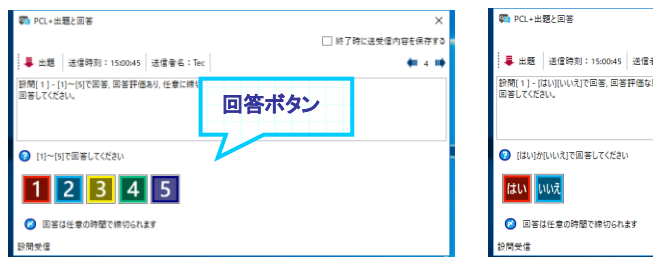 PCL+出題と回答
終了時に送受信内容を保存する
出題 送信時刻：15:00:45 送信者名：Tec
4
設問[ 1 ] - [1]～[5]で回答, 回答評価あり, 任意に締
回答してください。
回答ボタン
[1]～[5]で回答してください
1 2 3 4 5
回答は任意の時間で締切られます
設問受信
PCL+出題と回答
出題 送信時刻：15:00:45 送信者
設問[ 1 ] - [はい][いいえ]で回答, 回答評価な
回答してください。
[はい]か[いいえ]で回答してください
はい いいえ
回答は任意の時間で締切られます
設問受信